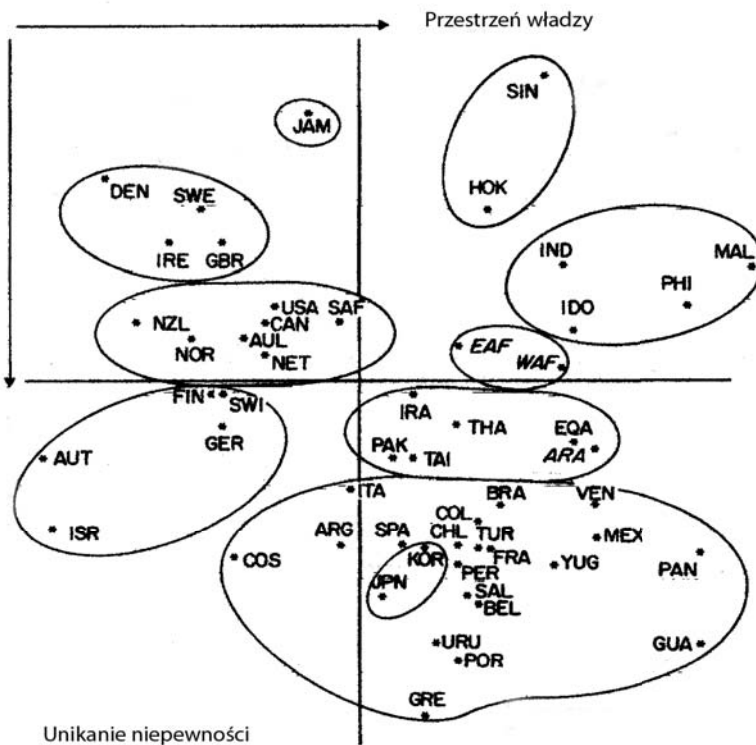 Przestrzeń władzy
SIN
JAM
DEN SWE
HOK
IRE GBR
IND MAL
USA SAF
PHI
NZL CAN
IDO
NOR AUL
EAF
NET
WAF
FIN SWI
IRA
THA
GER
EQA
AUT
PAK TAI
ARA
ITA
BRA VEN
COL
ISR
ARG SPA CHL TUR
MEX
COS
KOR
FRA
YUG PAN
PER
JPN
SAL
BEL
URU
GUA
POR
GRE
Unikanie niepewności